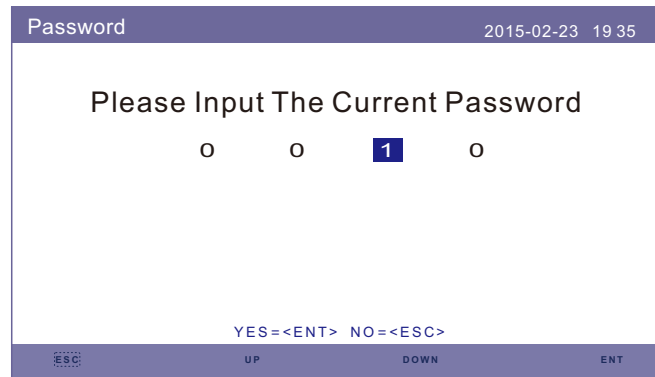 Password 2015-02-23 19 35
Please Input The Current Password
0 0 1 0
YES=<ENT> NO=<ESC>
ESC UP DOWN ENT